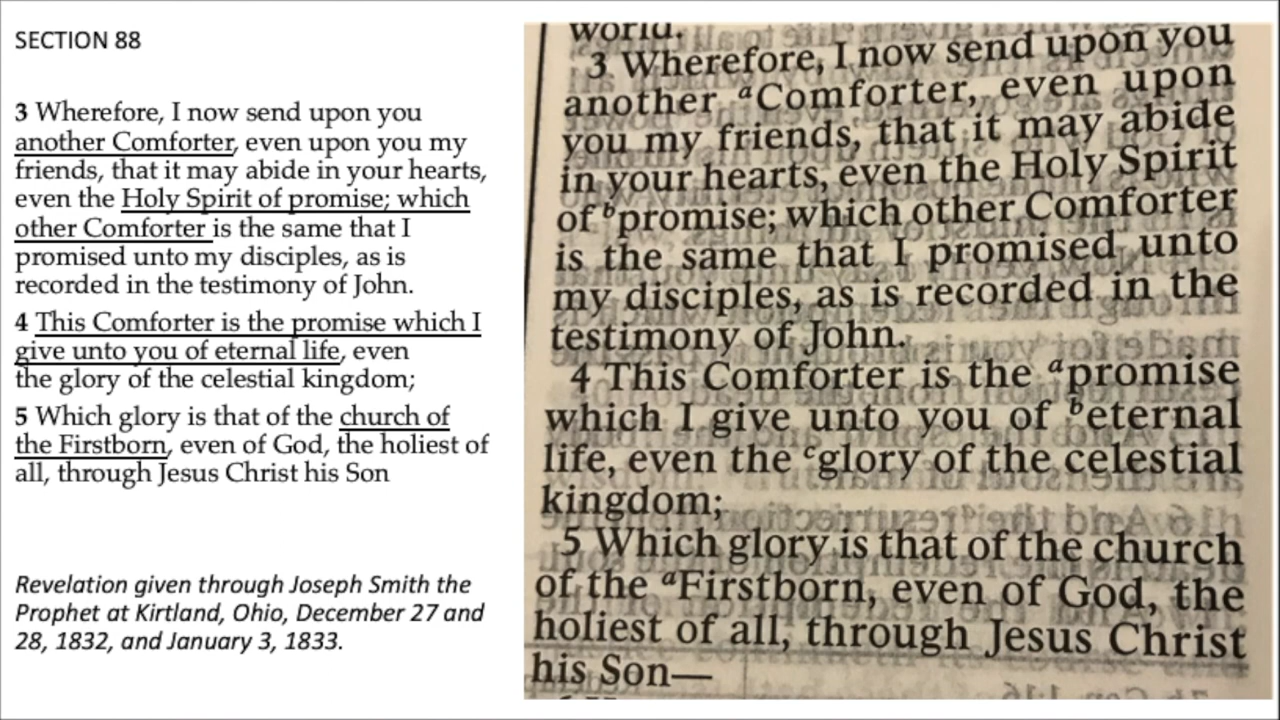 SECTION 88
3 Wherefore, I now send upon you
another Comforter, even upon you my
friends, that it may abide in your hearts,
even the Holy Spirit of promise; which
other Comforter is the same that I
promised unto my disciples, as is
recorded in the testimony of John.
4 This Comforter is the promise which I
give unto you of eternal life, even
the glory of the celestial kingdom;
5 Which glory is that of the church of
the Firstborn, even of God, the holiest of
all, through Jesus Christ his Son
Revelation given through Joseph Smith the
Prophet at Kirtland, Ohio, December 27 and
28, 1832, and January 3, 1833.
world.
3 Wherefore, I now send upon you
another aComforter, even upon
you my friends, that it may abide
in your hearts, even the Holy Spirit
of bpromise; which other Comforter
is the same that I promised unto
my disciples, as is recorded in the
testimony of John.
4 This Comforter is the apromise
which I give unto you of beternal
life, even the cglory of the celestial
kingdom;
5 Which glory is that of the church
of the aFirstborn, even of God, the
holiest of all, through Jesus Christ
his Son—